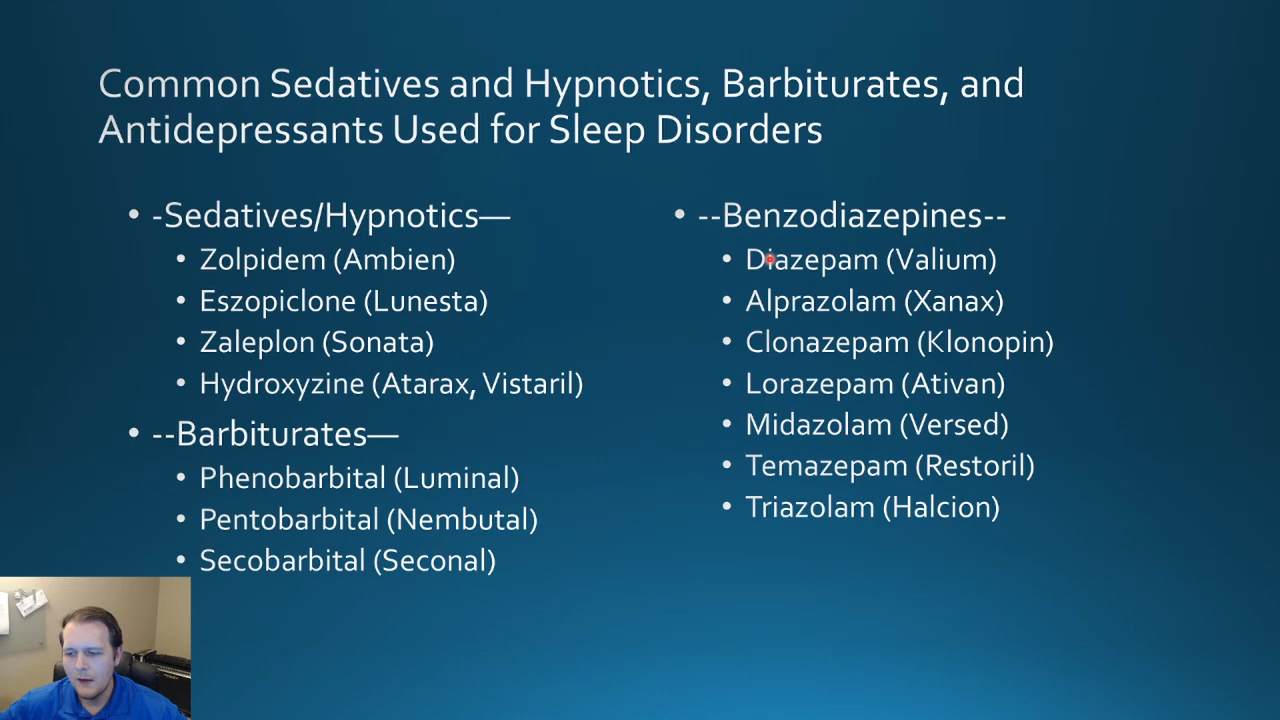 Common Sedatives and Hypnotics, Barbiturates, and
Antidepressants Used for Sleep Disorders
• -Sedatives/Hypnotics—
• Zolpidem (Ambien)
• Eszopiclone (Lunesta)
• Zaleplon (Sonata)
• Hydroxyzine (Atarax, Vistaril)
• --Barbiturates—
• Phenobarbital (Luminal)
• Pentobarbital (Nembutal)
• Secobarbital (Seconal)
• --Benzodiazepines--
• Diazepam (Valium)
• Alprazolam (Xanax)
• Clonazepam (Klonopin)
• Lorazepam (Ativan)
• Midazolam (Versed)
• Temazepam (Restoril)
• Triazolam (Halcion)